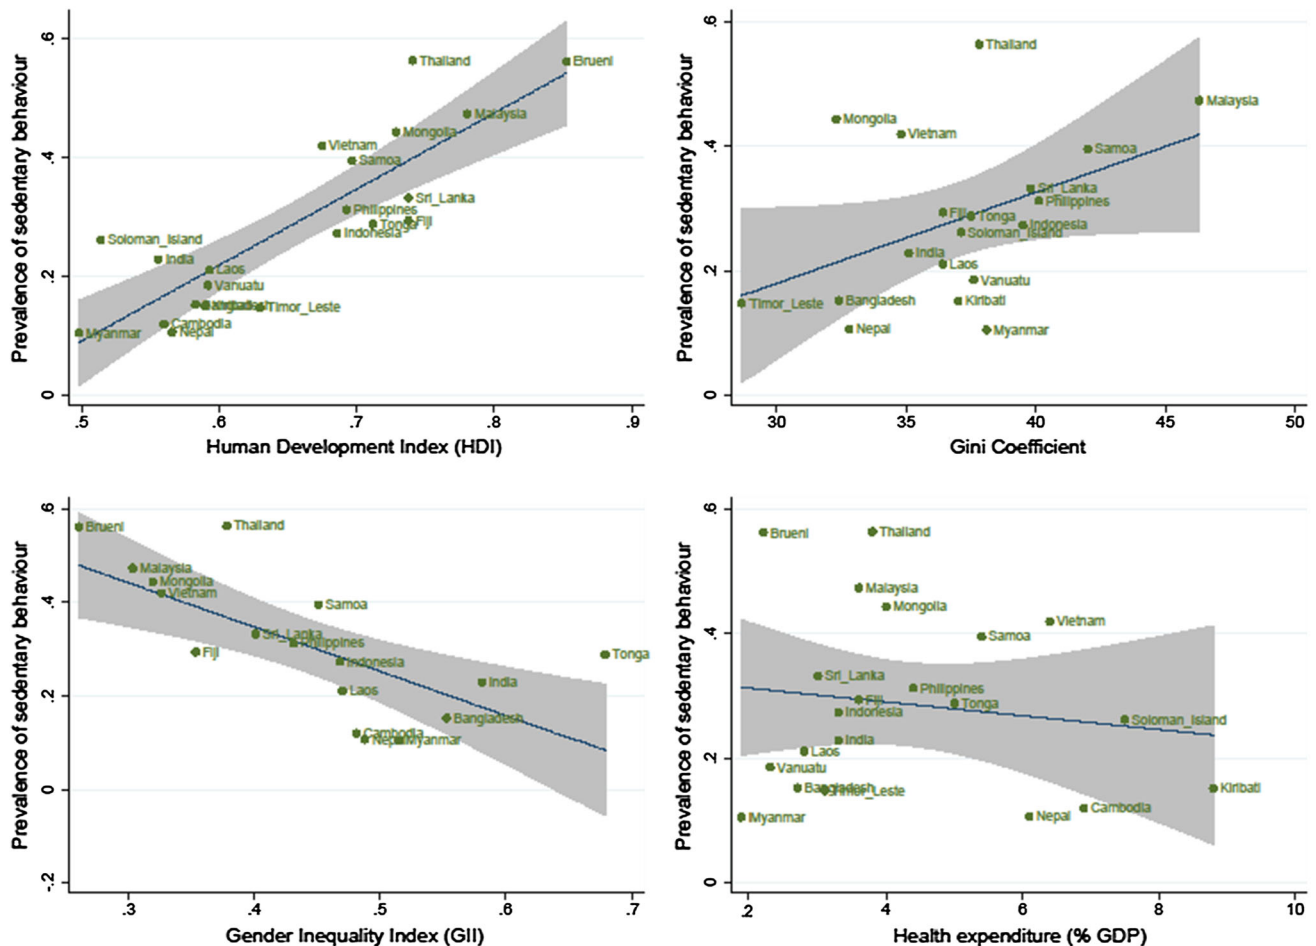 Prevalence of sedentary behaviour
.6
.4
.2
0
Thailand
Brueni
Malaysia
Mongolia
Vietnam
Samoa
Sri_Lanka
Philippines
Fiji
Tonga
Indonesia
Soloman_Island
India
Laos
Vanuatu
Timor_Leste
Cambodia
Nepal
Myanmar
.5
.6
.7
.8
.9
Human Development Index (HDI)
Prevalence of sedentary behaviour
.6
.4
.2
0
Thailand
Malaysia
Mongolia
Vietnam
Samoa
Sri_Lanka
Philippines
Fiji
Tonga
Indonesia
Soloman_Island
India
Laos
Vanuatu
Timor_Leste
Bangladesh
Kiribati
Nepal
Myanmar
30
35
40
45
50
Gini Coefficient
Prevalence of sedentary behaviour
.6
.4
.2
0
-.2
Brueni
Thailand
Malaysia
Mongolia
Vietnam
Samoa
Sri_Lanka
Philippines
Fiji
Tonga
Indonesia
India
Laos
Bangladesh
Cambodia
Nepal
Myanmar
.3
.4
.5
.6
.7
Gender Inequality Index (GII)
Prevalence of sedentary behaviour
.6
.4
.2
0
Brueni
Thailand
Malaysia
Mongolia
Vietnam
Samoa
Sri_Lanka
Philippines
Fiji
Tonga
Indonesia
Soloman_Island
India
Laos
Vanuatu
Bangladesh
Timor_Leste
Kiribati
Cambodia
Nepal
Myanmar
.2
4
6
8
10
Health expenditure (% GDP)